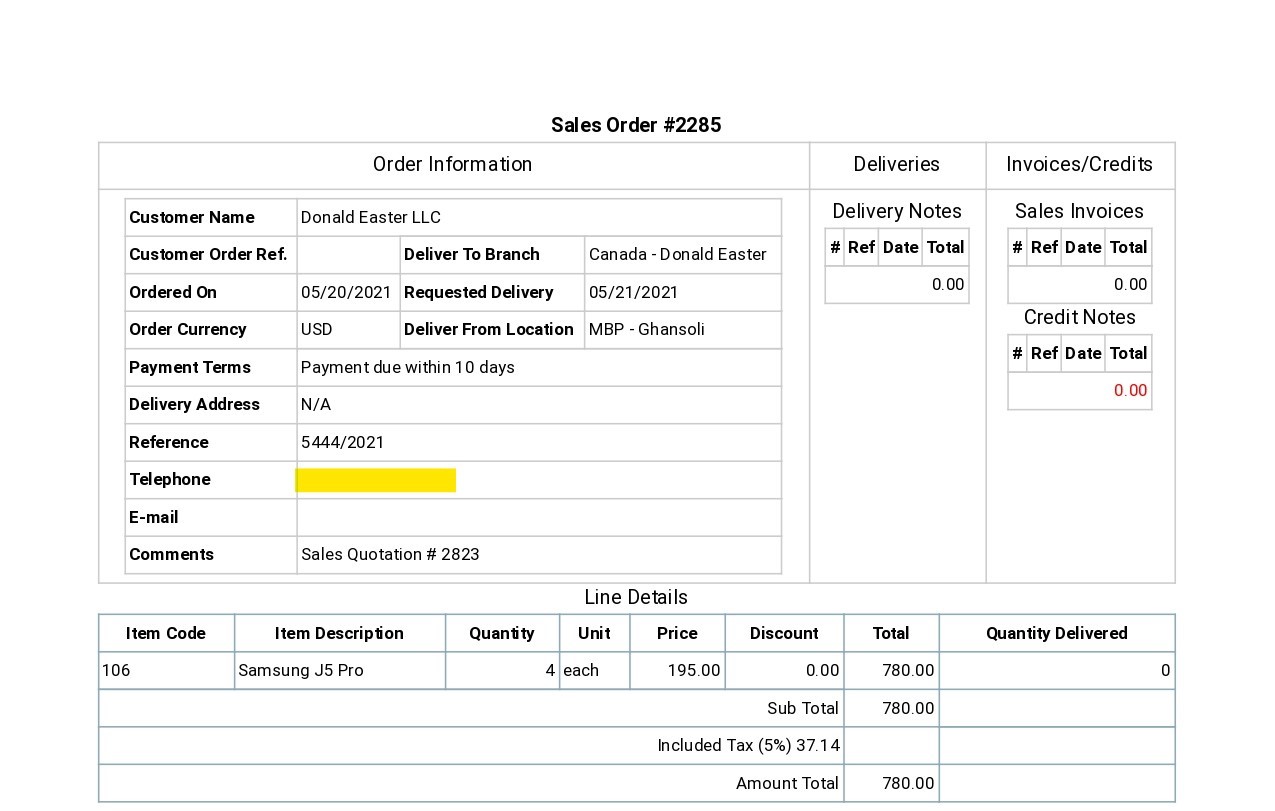 Sales Order #2285
Order Information Deliveries Invoices/Credits
Customer Name Donald Easter LLC
Customer Order Ref. Deliver To Branch Canada - Donald Easter
Ordered On 05/20/2021 Requested Delivery 05/21/2021
Order Currency USD Deliver From Location MBP - Ghansoli
Payment Terms Payment due within 10 days
Delivery Address N/A
Reference 5444/2021
Telephone
E-mail
Comments Sales Quotation # 2823
Delivery Notes
# Ref Date Total
0.00
Sales Invoices
# Ref Date Total
0.00
Credit Notes
# Ref Date Total
0.00
Line Details
Item Code Item Description Quantity Unit Price Discount Total Quantity Delivered
106 Samsung J5 Pro 4 each 195.00 0.00 780.00 0
Sub Total 780.00
Included Tax (5%) 37.14
Amount Total 780.00